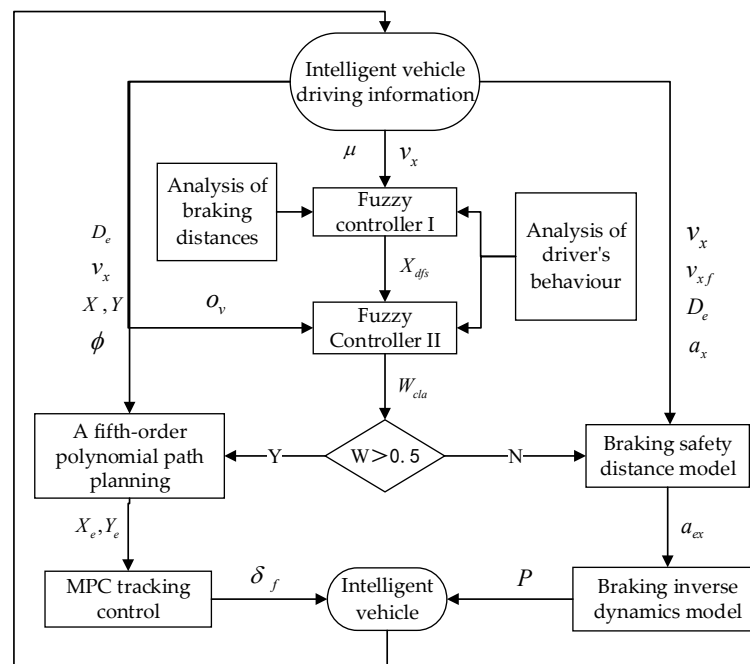 Intelligent vehicle
driving information
μ
v_x
Analysis of
braking
distances
Fuzzy
controller I
Analysis of
driver's
behaviour
D_e
v_x
X , Y
ϕ
X_dfs
o_v
v_x
v_xf
D_e
a_x
Fuzzy
Controller II
W_cla
A fifth-order
polynomial path
planning
Y
W>0.5
N
Braking safety
distance model
X_e, Y_e
a_ex
MPC tracking
control
δ_f
Intelligent
vehicle
P
Braking inverse
dynamics model